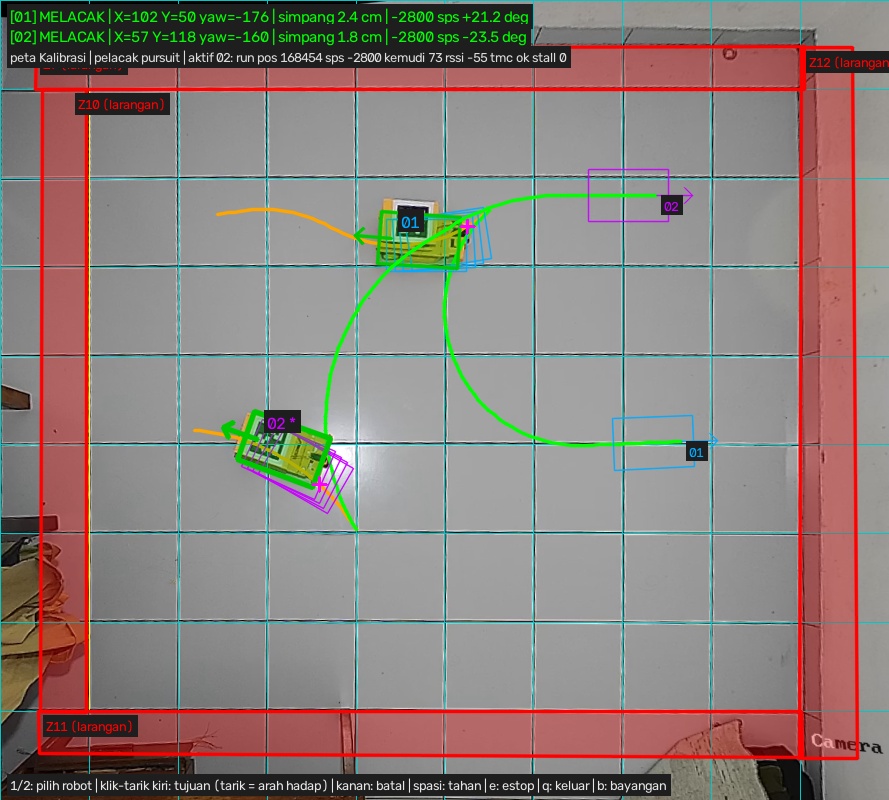 [01] MELACAK | X=102 Y=50 yaw=-176 | simpang 2.4 cm | -2800 sps +21.2 deg
[02] MELACAK | X=57 Y=118 yaw=-160 | simpang 1.8 cm | -2800 sps -23.5 deg
peta Kalibrasi | pelacak pursuit | aktif 02: run pos 168454 sps -2800 kemudi 73 rssi -55 tmc ok stall 0
(larangan)
Z12 (larangan
Z10 (larangan)
02
01
02 *
01
Z11 (larangan)
Camera
1/2: pilih robot | klik-tarik kiri: tujuan (tarik = arah hadap) | kanan: batal | spasi: tahan | e: estop | q: keluar | b: bayangan